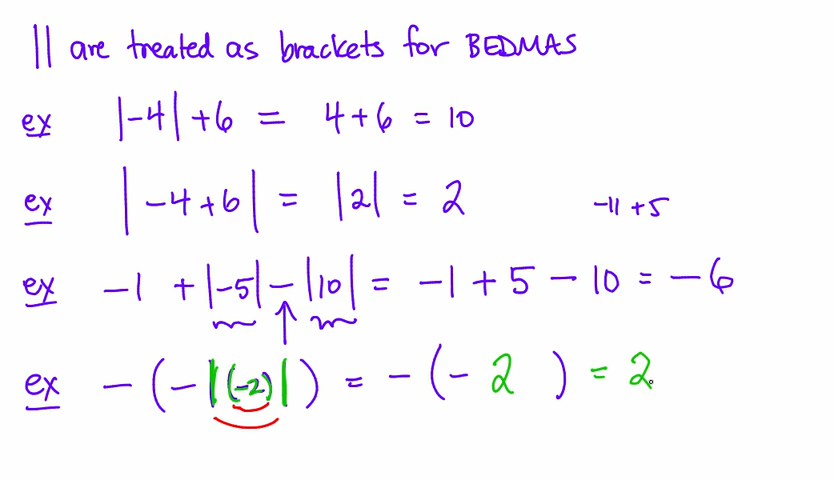 || are treated as brackets for BEDMAS
ex |-4| + 6 = 4 + 6 = 10
ex |-4 + 6| = |2| = 2 -11 + 5
ex -1 + |-5| - |10| = -1 + 5 - 10 = -6
ex -(-|(-2)|) = -(-2) = 2